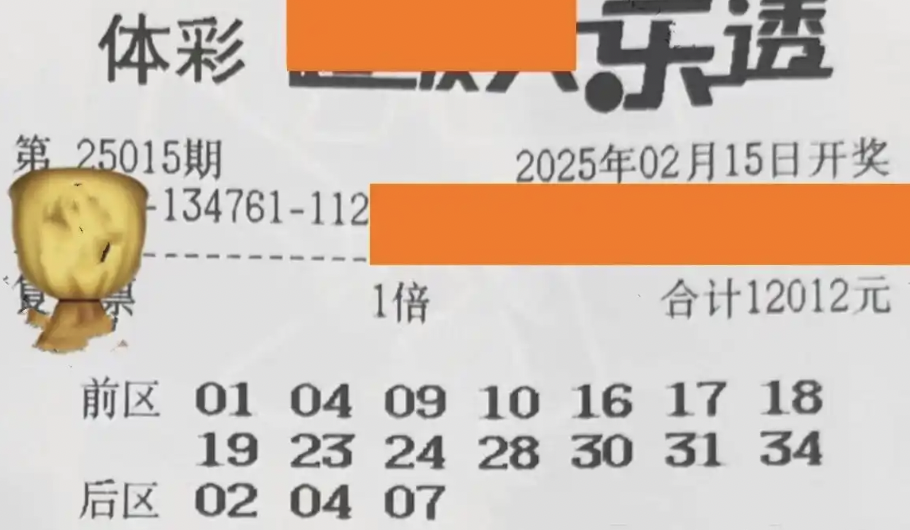 体彩 大乐透
第 25015期 2025年02月15日开奖
-134761-112
复 票 1倍 合计12012元
前区 01 04 09 10 16 17 18
19 23 24 28 30 31 34
后区 02 04 07